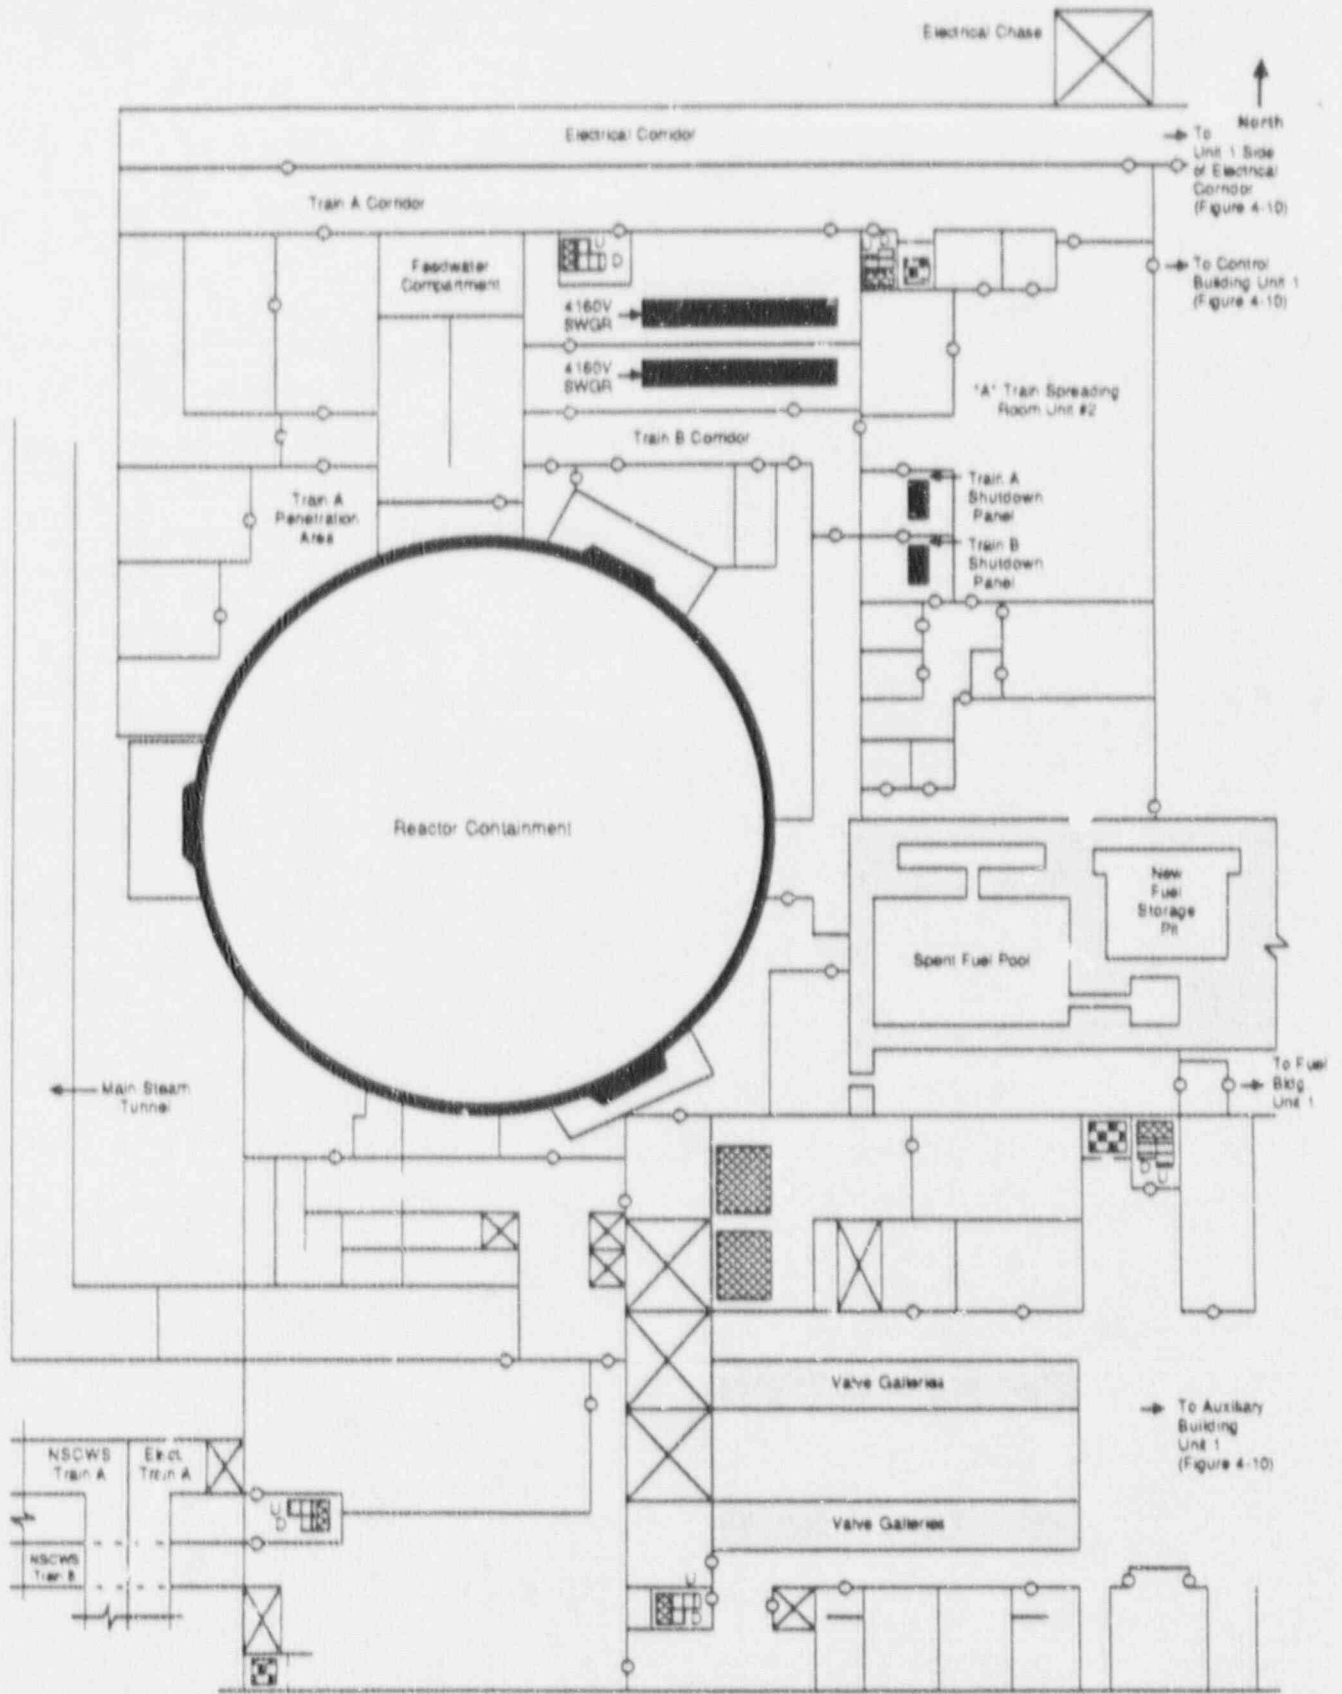 Electrical Chase
North
Electrical Corridor
To
Unit 1 Side
of Electrical
Corridor
(Figure 4-10)
Train A Corridor
Feedwater
Compartment
U
D
U
To Control
Building Unit 1
(Figure 4-10)
4160V
SWGR
4160V
SWGR
"A" Train Spreading
Room Unit #2
Train B Corridor
Train A
Shutdown
Panel
Train A
Penetration
Area
Train B
Shutdown
Panel
Reactor Containment
New
Fuel
Storage
Pit
Spent Fuel Pool
Main Steam
Tunnel
To Fuel
Bldg
Unit 1
D
U
Valve Galleries
To Auxiliary
Building
Unit 1
(Figure 4-10)
NSCWS
Train A
Elect.
Train A
U
D
Valve Galleries
NSCWS
Train B
U
D